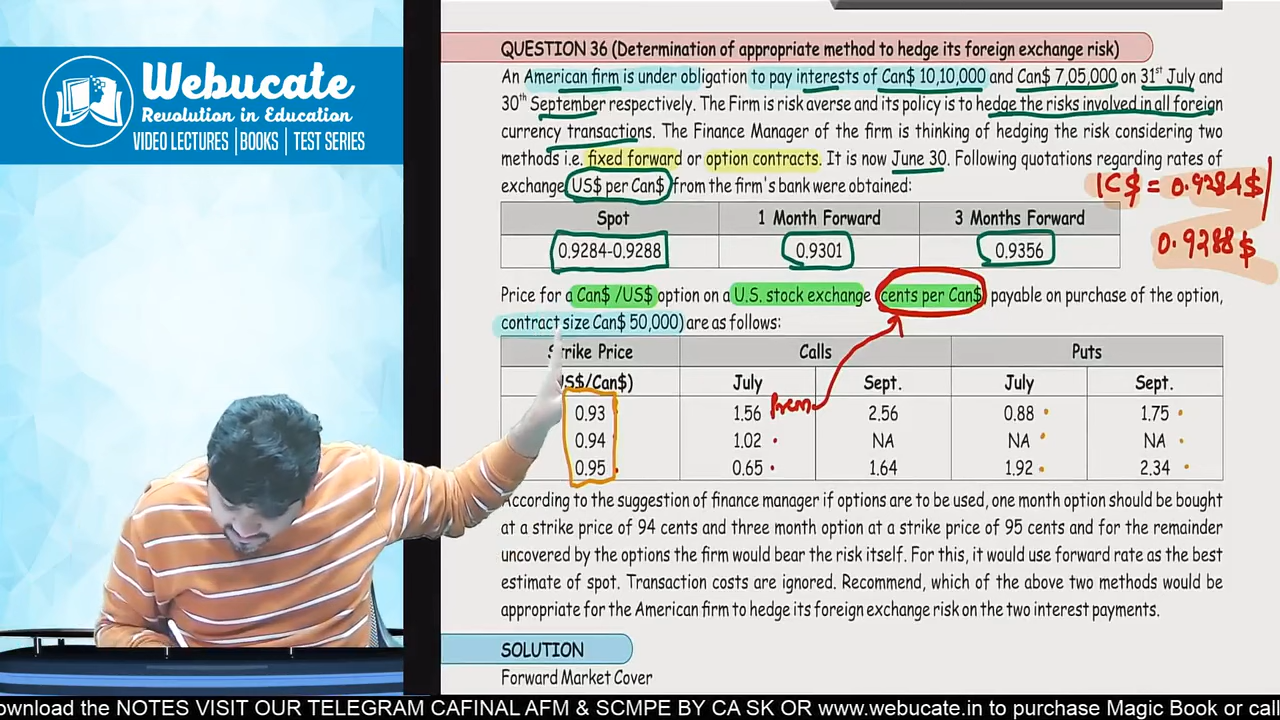 Webucate
Revolution in Education
VIDEO LECTURES | BOOKS | TEST SERIES
QUESTION 36 (Determination of appropriate method to hedge its foreign exchange risk)
An American firm is under obligation to pay interests of Can$ 10,10,000 and Can$ 7,05,000 on 31st July and
30th September respectively. The Firm is risk averse and its policy is to hedge the risks involved in all foreign
currency transactions. The Finance Manager of the firm is thinking of hedging the risk considering two
methods i.e. fixed forward or option contracts. It is now June 30. Following quotations regarding rates of
exchange US$ per Can$ from the firm's bank were obtained:
1C$ = 0.9284$ |
0.9288$
Spot 1 Month Forward 3 Months Forward
0.9284-0.9288 0.9301 0.9356
Price for a Can$ /US$ option on a U.S. stock exchange (cents per Can$, payable on purchase of the option,
contract size Can$ 50,000) are as follows:
Strike Price Calls Puts
US$/Can$) July Sept. July Sept.
0.93 1.56 Prem 2.56 0.88 1.75
0.94 1.02 NA NA NA
0.95 0.65 1.64 1.92 2.34
According to the suggestion of finance manager if options are to be used, one month option should be bought
at a strike price of 94 cents and three month option at a strike price of 95 cents and for the remainder
uncovered by the options the firm would bear the risk itself. For this, it would use forward rate as the best
estimate of spot. Transaction costs are ignored. Recommend, which of the above two methods would be
appropriate for the American firm to hedge its foreign exchange risk on the two interest payments.
SOLUTION
Forward Market Cover
ownload the NOTES VISIT OUR TELEGRAM CAFINAL AFM & SCMPE BY CA SK OR www.webucate.in to purchase Magic Book or call